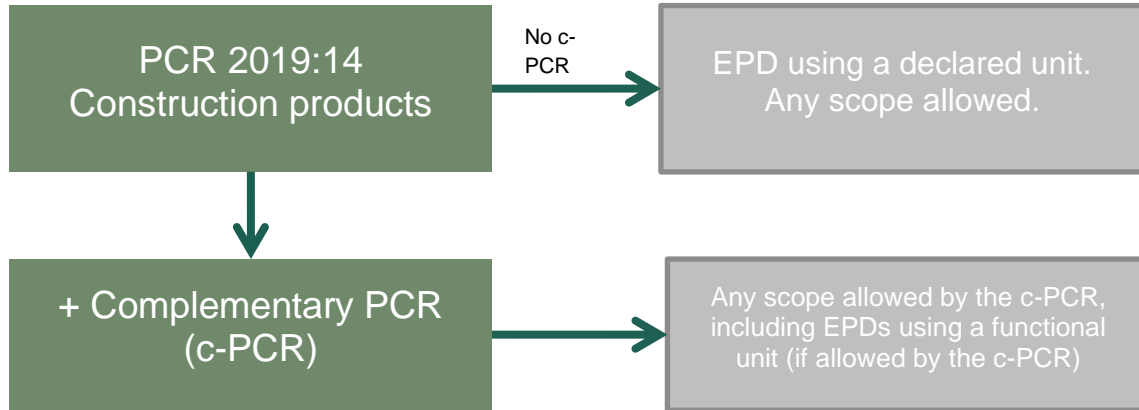 PCR 2019:14
Construction products
No c-
PCR
EPD using a declared unit.
Any scope allowed.
+ Complementary PCR
(c-PCR)
Any scope allowed by the c-PCR,
including EPDs using a functional
unit (if allowed by the c-PCR)